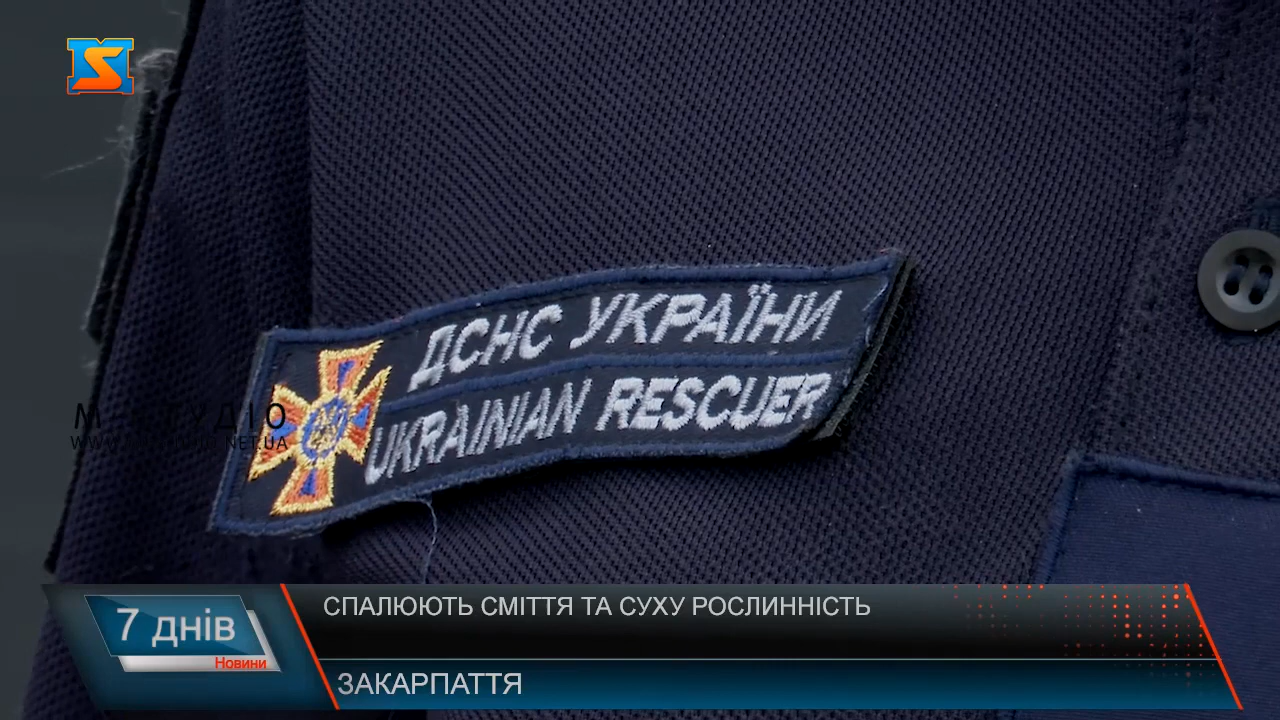 ДСНС УКРАЇНИ
UKRAINIAN RESCUER
7 днів
Новини
СПАЛЮЮТЬ СМІТТЯ ТА СУХУ РОСЛИННІСТЬ
ЗАКАРПАТТЯ